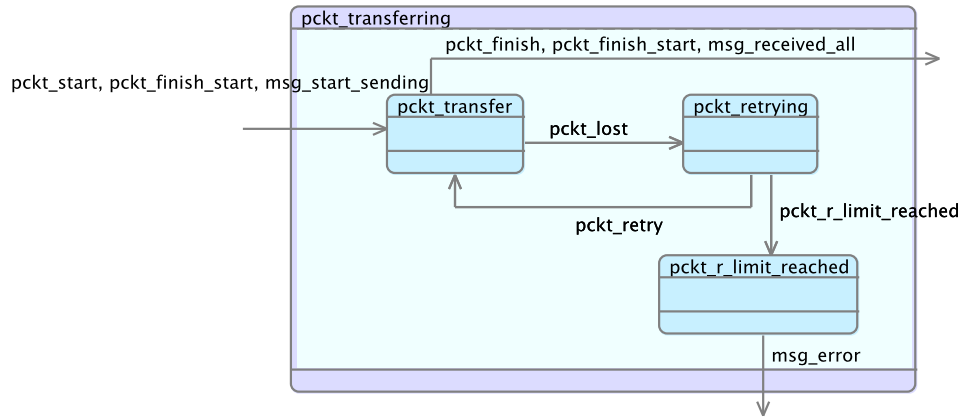 pckt_transferring
pckt_finish, pckt_finish_start, msg_received_all
pckt_start, pckt_finish_start, msg_start_sending
pckt_transfer
pckt_retrying
pckt_lost
pckt_retry
pckt_r_limit_reached
pckt_r_limit_reached
msg_error